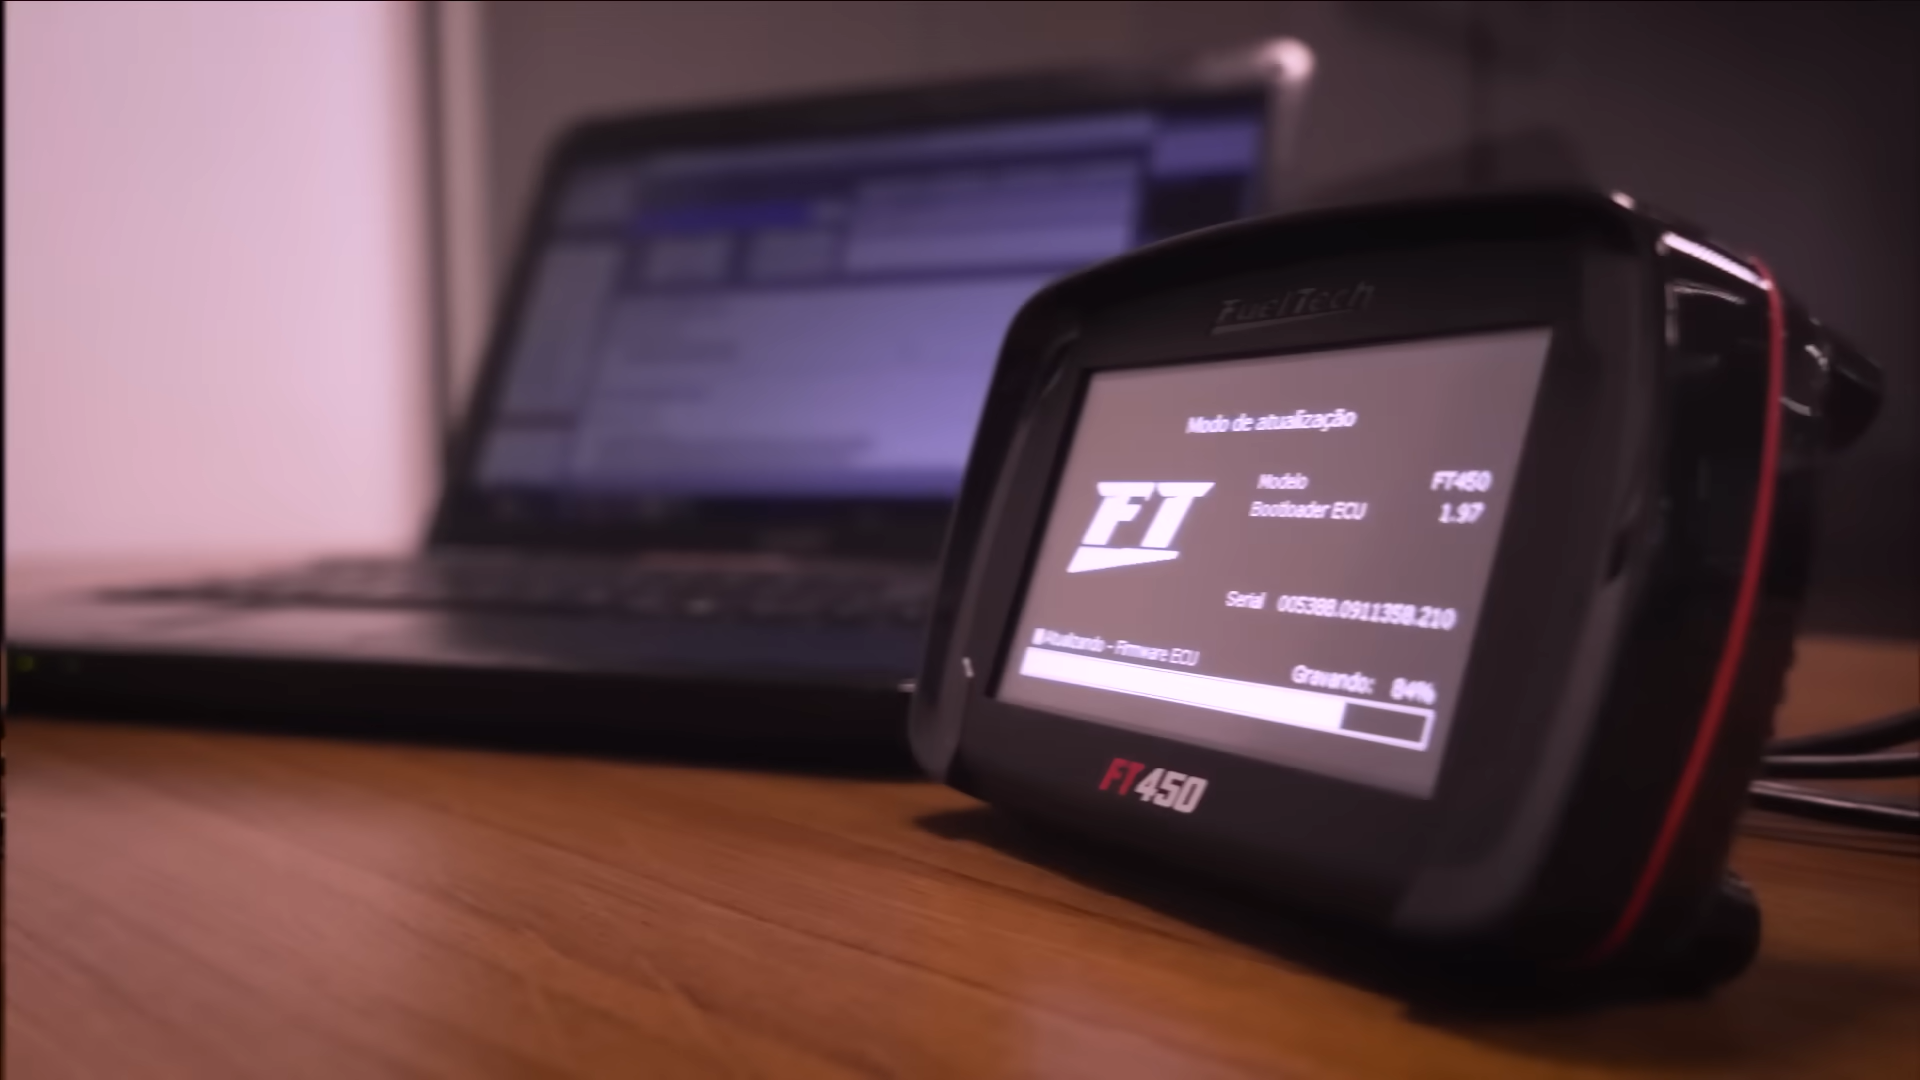 FuelTech
Modo de atualização
FT
Modelo FT450
Bootloader ECU 1.97
Serial 005388.0911358.210
Atualizando - Firmware ECU
Gravando: 84%
FT450